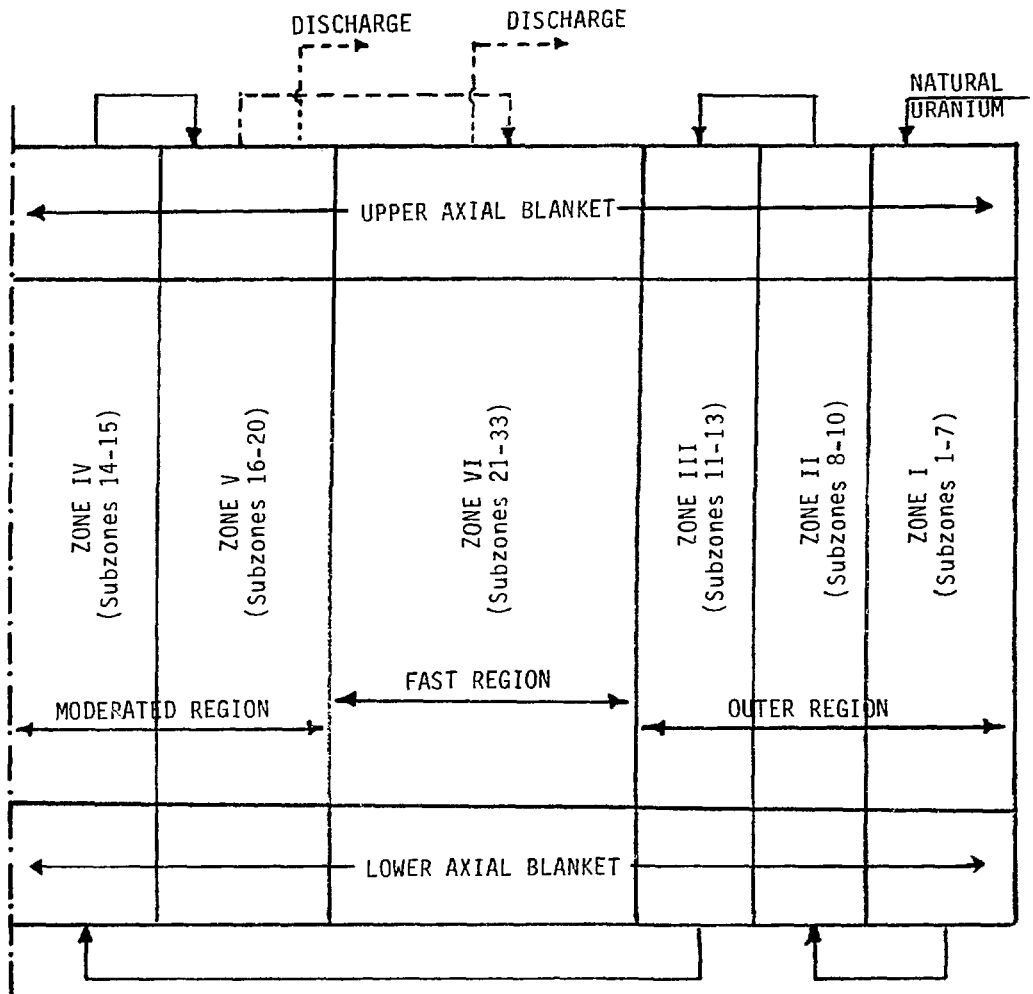 DISCHARGE
DISCHARGE
NATURAL
URANIUM
UPPER AXIAL BLANKET
ZONE IV
(Subzones 14-15)
ZONE V
(Subzones 16-20)
ZONE VI
(Subzones 21-33)
ZONE III
(Subzones 11-13)
ZONE II
(Subzones 8-10)
ZONE I
(Subzones 1-7)
FAST REGION
MODERATED REGION
OUTER REGION
LOWER AXIAL BLANKET